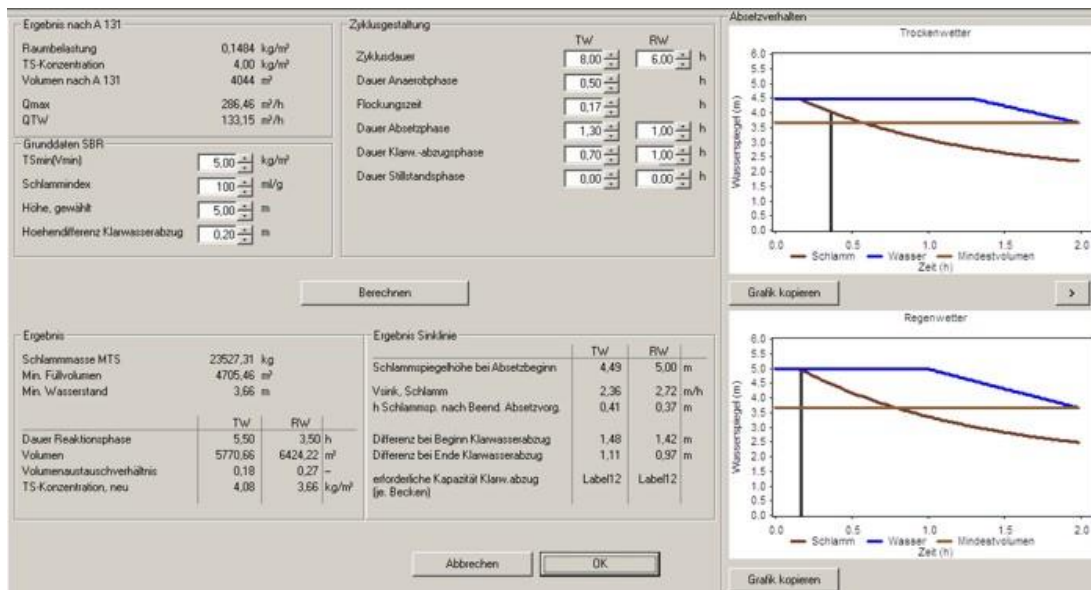 Ergebnis nach A 131
Raumbelastung 0,1484 kg/m³
TS-Konzentration 4,00 kg/m³
Volumen nach A 131 4044 m³
Qmax 286,46 m³/h
QTW 133,15 m³/h
Grunddaten SBR
TSmin(Vmin) 5,00 kg/m³
Schlammindex 100 ml/g
Höhe, gewählt 5,00 m
Hoehendifferenz Klarwasserabzug 0,20 m
Zyklusgestaltung
TW RW
Zyklusdauer 8,00 6,00 h
Dauer Anaerobphase 0,50 h
Flockungszeit 0,17 h
Dauer Absetzphase 1,30 1,00 h
Dauer Klarw.-abzugsphase 0,70 1,00 h
Dauer Stillstandsphase 0,00 0,00 h
Berechnen
Ergebnis
Schlammmasse MTS 23527,31 kg
Min. Füllvolumen 4705,46 m³
Min. Wasserstand 3,66 m
TW RW
Dauer Reaktionsphase 5,50 3,50 h
Volumen 5770,66 6424,22 m³
Volumenaustauschverhältnis 0,18 0,27 –
TS-Konzentration, neu 4,08 3,66 kg/m³
Ergebnis Sinklinie
TW RW
Schlammspiegelhöhe bei Absetzbeginn 4,49 5,00 m
Vsink, Schlamm 2,36 2,72 m/h
h Schlammsp. nach Beend. Absetzvorg. 0,41 0,37 m
Differenz bei Beginn Klarwasserabzug 1,48 1,42 m
Differenz bei Ende Klarwasserabzug 1,11 0,97 m
erforderliche Kapazität Klarw.abzug Label12 Label12
(je. Becken)
Abbrechen OK
Absetzverhalten
Trockenwetter
Wasserspiegel (m)
6.0
5.5
5.0
4.5
4.0
3.5
3.0
2.5
2.0
1.5
1.0
0.5
0.0
0.0 0.5 1.0 1.5 2.0
Schlamm Wasser Mindestvolumen
Zeit (h)
Grafik kopieren >
Regenwetter
Wasserspiegel (m)
6.0
5.5
5.0
4.5
4.0
3.5
3.0
2.5
2.0
1.5
1.0
0.5
0.0
0.0 0.5 1.0 1.5 2.0
Schlamm Wasser Mindestvolumen
Zeit (h)
Grafik kopieren